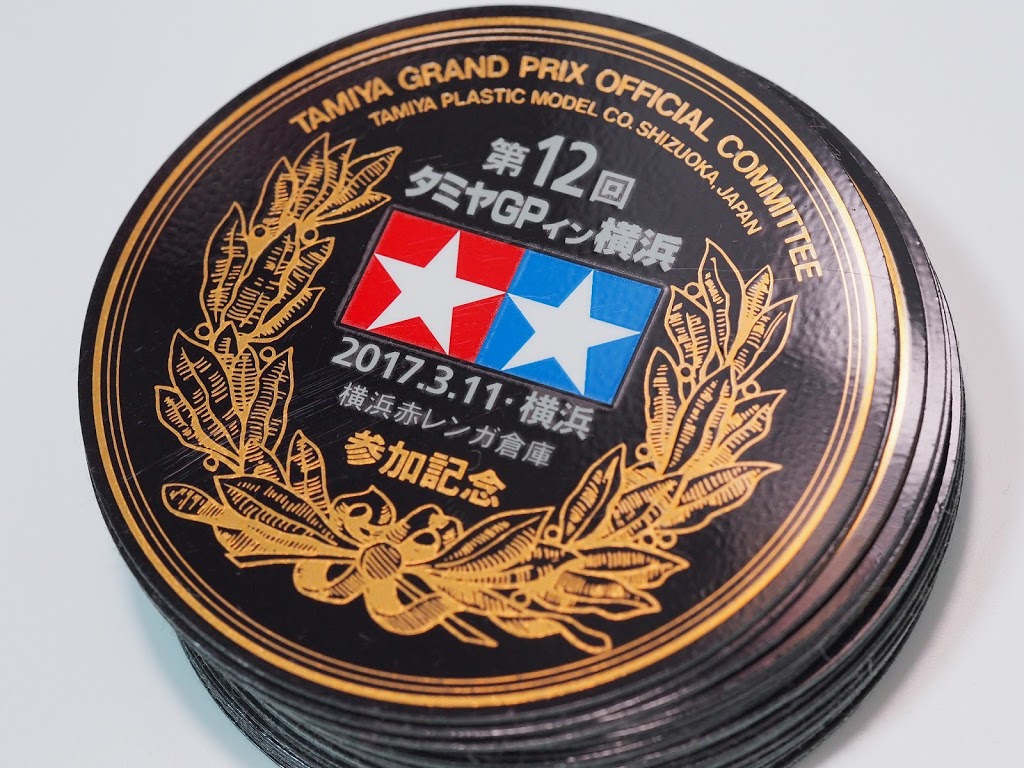 TAMIYA GRAND PRIX OFFICIAL COMMITTEE
TAMIYA PLASTIC MODEL CO. SHIZUOKA, JAPAN
第12回
タミヤGPイン横浜
2017.3.11・横浜
横浜赤レンガ倉庫
参加記念